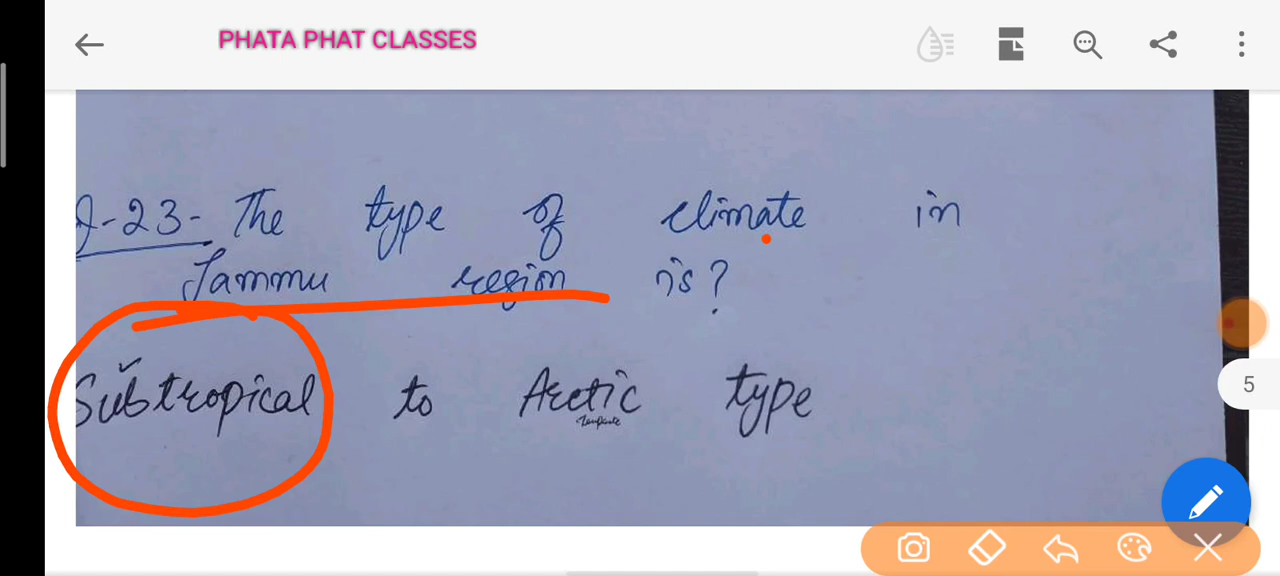 PHATA PHAT CLASSES
Q-23- The type of climate in
Jammu region is?
Subtropical to Arctic type
5